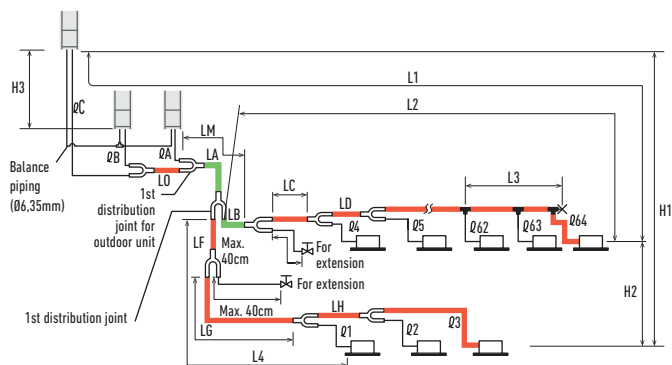 H3
ℓC
L1
L2
LM
ℓB
ℓA
LA
Balance
piping
(Ø6,35mm)
LO
1st
distribution
joint for
outdoor unit
LB
LC
LD
L3
H1
ℓ4
ℓ5
ℓ62
ℓ63
ℓ64
LF
Max.
40cm
For
extension
For extension
1st distribution joint
Max. 40cm
LG
LH
H2
ℓ1
ℓ2
ℓ3
L4